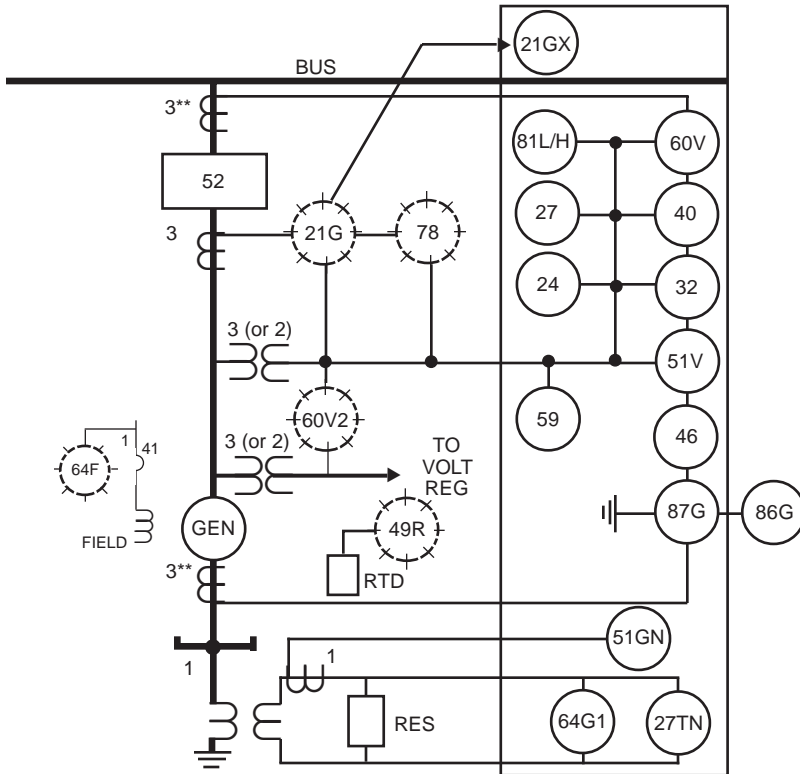 21GX
BUS
3**
52
81L/H
60V
3
21G
78
27
40
24
32
3 (or 2)
51V
60V2
59
1
41
3 (or 2)
TO
VOLT
REG
46
64F
FIELD
GEN
49R
87G
86G
3**
RTD
51GN
1
1
RES
64G1
27TN